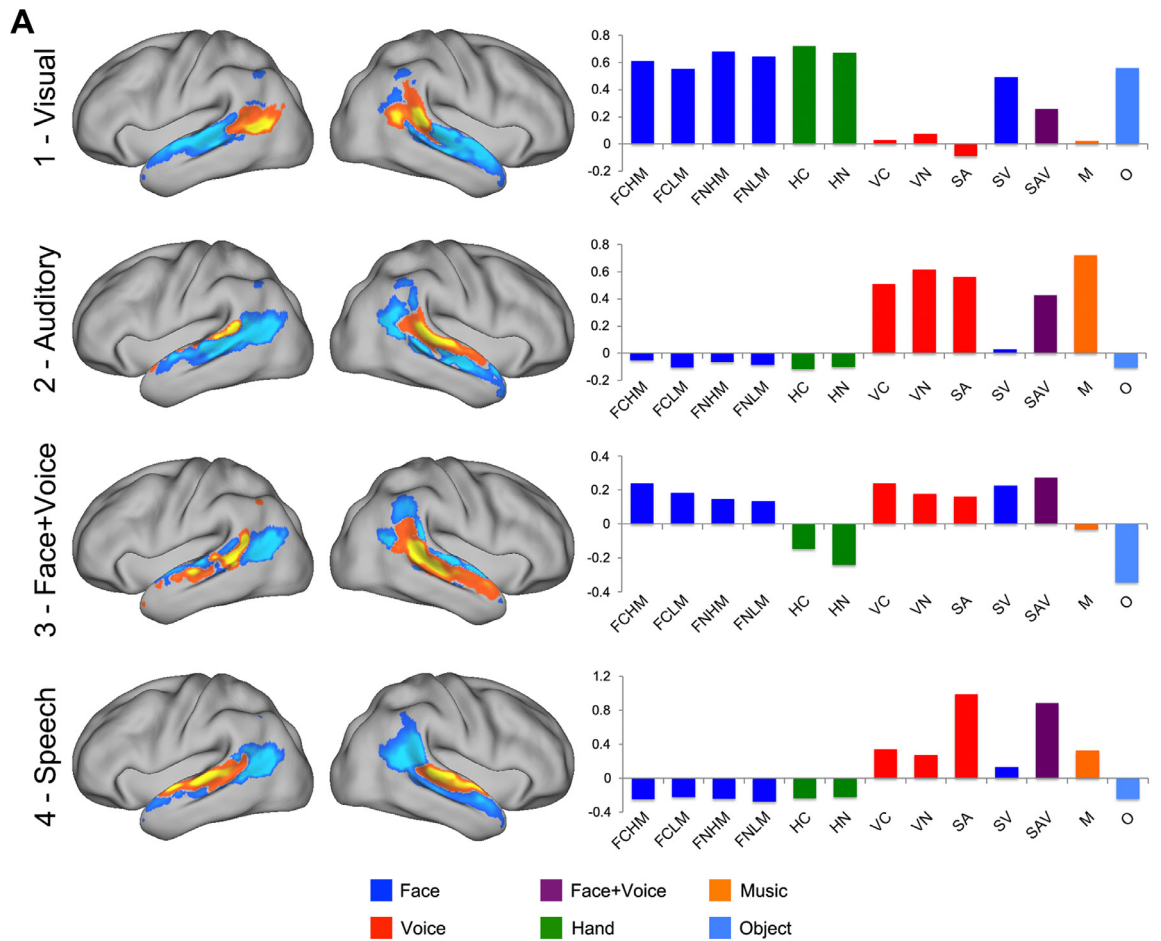 A
1 - Visual
0.8
0.6
0.4
0.2
0
-0.2
FCHM FCLM FNHM FNLM HC HN VC VN SA SV SAV M O
2 - Auditory
0.8
0.6
0.4
0.2
0
-0.2
FCHM FCLM FNHM FNLM HC HN VC VN SA SV SAV M O
3 - Face+Voice
0.4
0.2
0
-0.2
-0.4
FCHM FCLM FNHM FNLM HC HN VC VN SA SV SAV M O
4 - Speech
1.2
0.8
0.4
0
-0.4
FCHM FCLM FNHM FNLM HC HN VC VN SA SV SAV M O
Face Face+Voice Music
Voice Hand Object